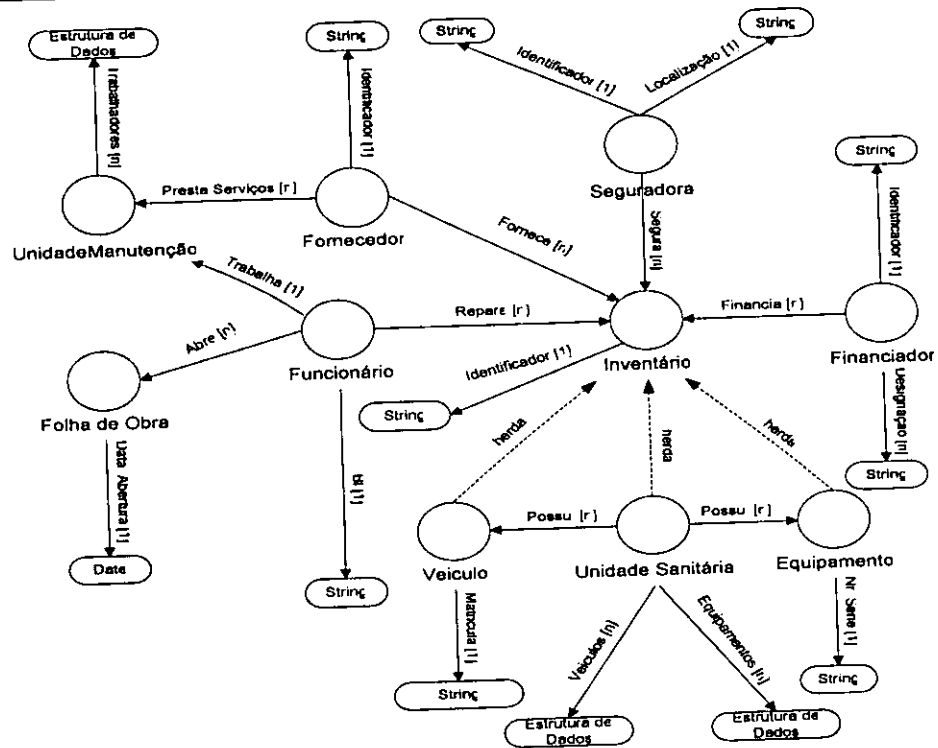 Estrutura de
Dados
String
String
String
Identificador [1]
Localização [1]
Trabalhadores [n]
Identificador [1]
String
Seguradora
Presta Serviços [r]
UnidadeManutenção
Fornecedor
Fornece [n]
Segura [n]
Identificador [1]
Trabalha [1]
Repare [r]
Financia [r]
Abre [n]
Funcionário
Identificador [1]
Inventário
Financiador
String
Folha de Obra
herda
herda
herda
Designação [n]
Data Abertura [1]
BI [1]
String
Possu [r]
Possu [r]
Veiculo
Unidade Sanitária
Equipamento
Date
String
Matricula [1]
Veiculos [n]
Equipamentos [n]
Nr Serie [1]
String
String
Estrutura de
Dados
Estrutura de
Dados